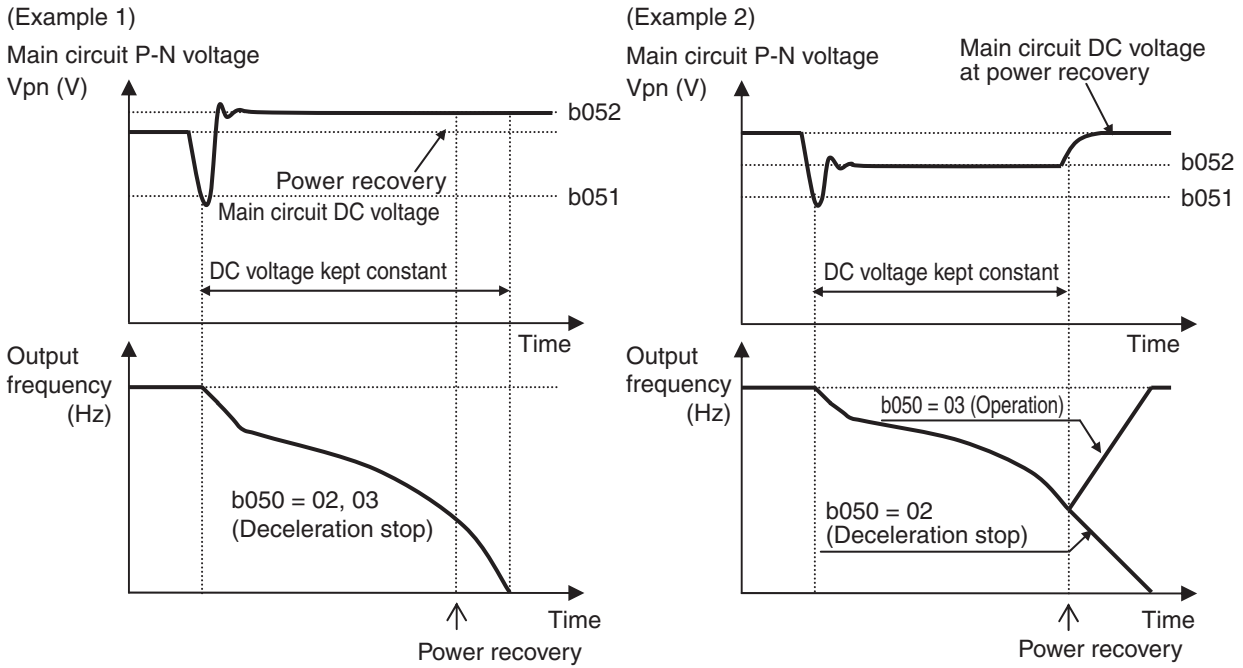 (Example 1)
Main circuit P-N voltage
Vpn (V)
b052
Power recovery
b051
Main circuit DC voltage
DC voltage kept constant
Time
Output
frequency
(Hz)
b050 = 02, 03
(Deceleration stop)
Time
Power recovery
(Example 2)
Main circuit P-N voltage
Vpn (V)
Main circuit DC voltage
at power recovery
b052
b051
DC voltage kept constant
Time
Output
frequency
(Hz)
b050 = 03 (Operation)
b050 = 02
(Deceleration stop)
Time
Power recovery